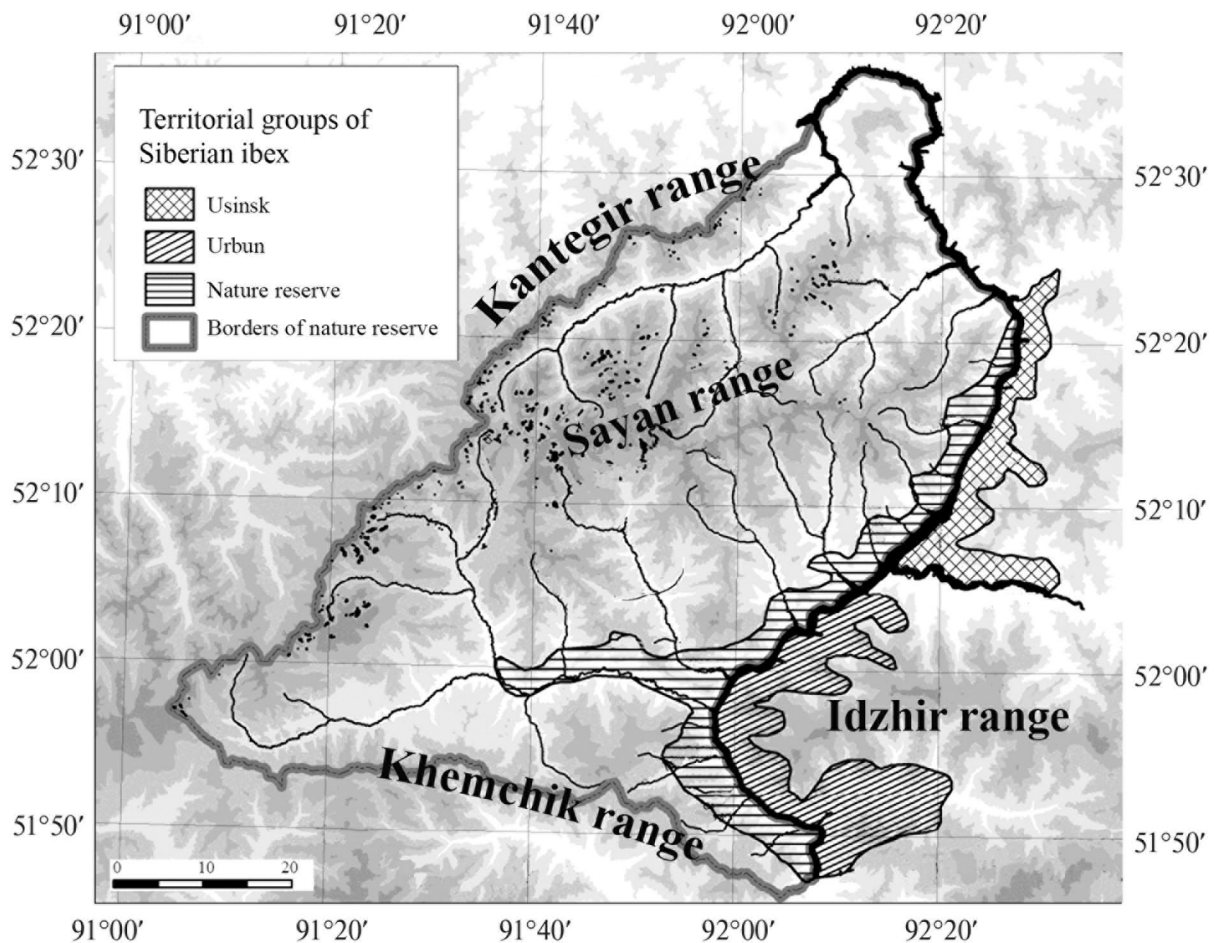 91°00′ 91°20′ 91°40′ 92°00′ 92°20′
Territorial groups of
Siberian ibex
Usinsk
Urbun
Nature reserve
Borders of nature reserve
52°30′
52°20′
52°10′
52°00′
51°50′
Kantegir range
Sayan range
Idzhir range
Khemchik range
52°30′
52°20′
52°10′
52°00′
51°50′
0 10 20
91°00′ 91°20′ 91°40′ 92°00′ 92°20′